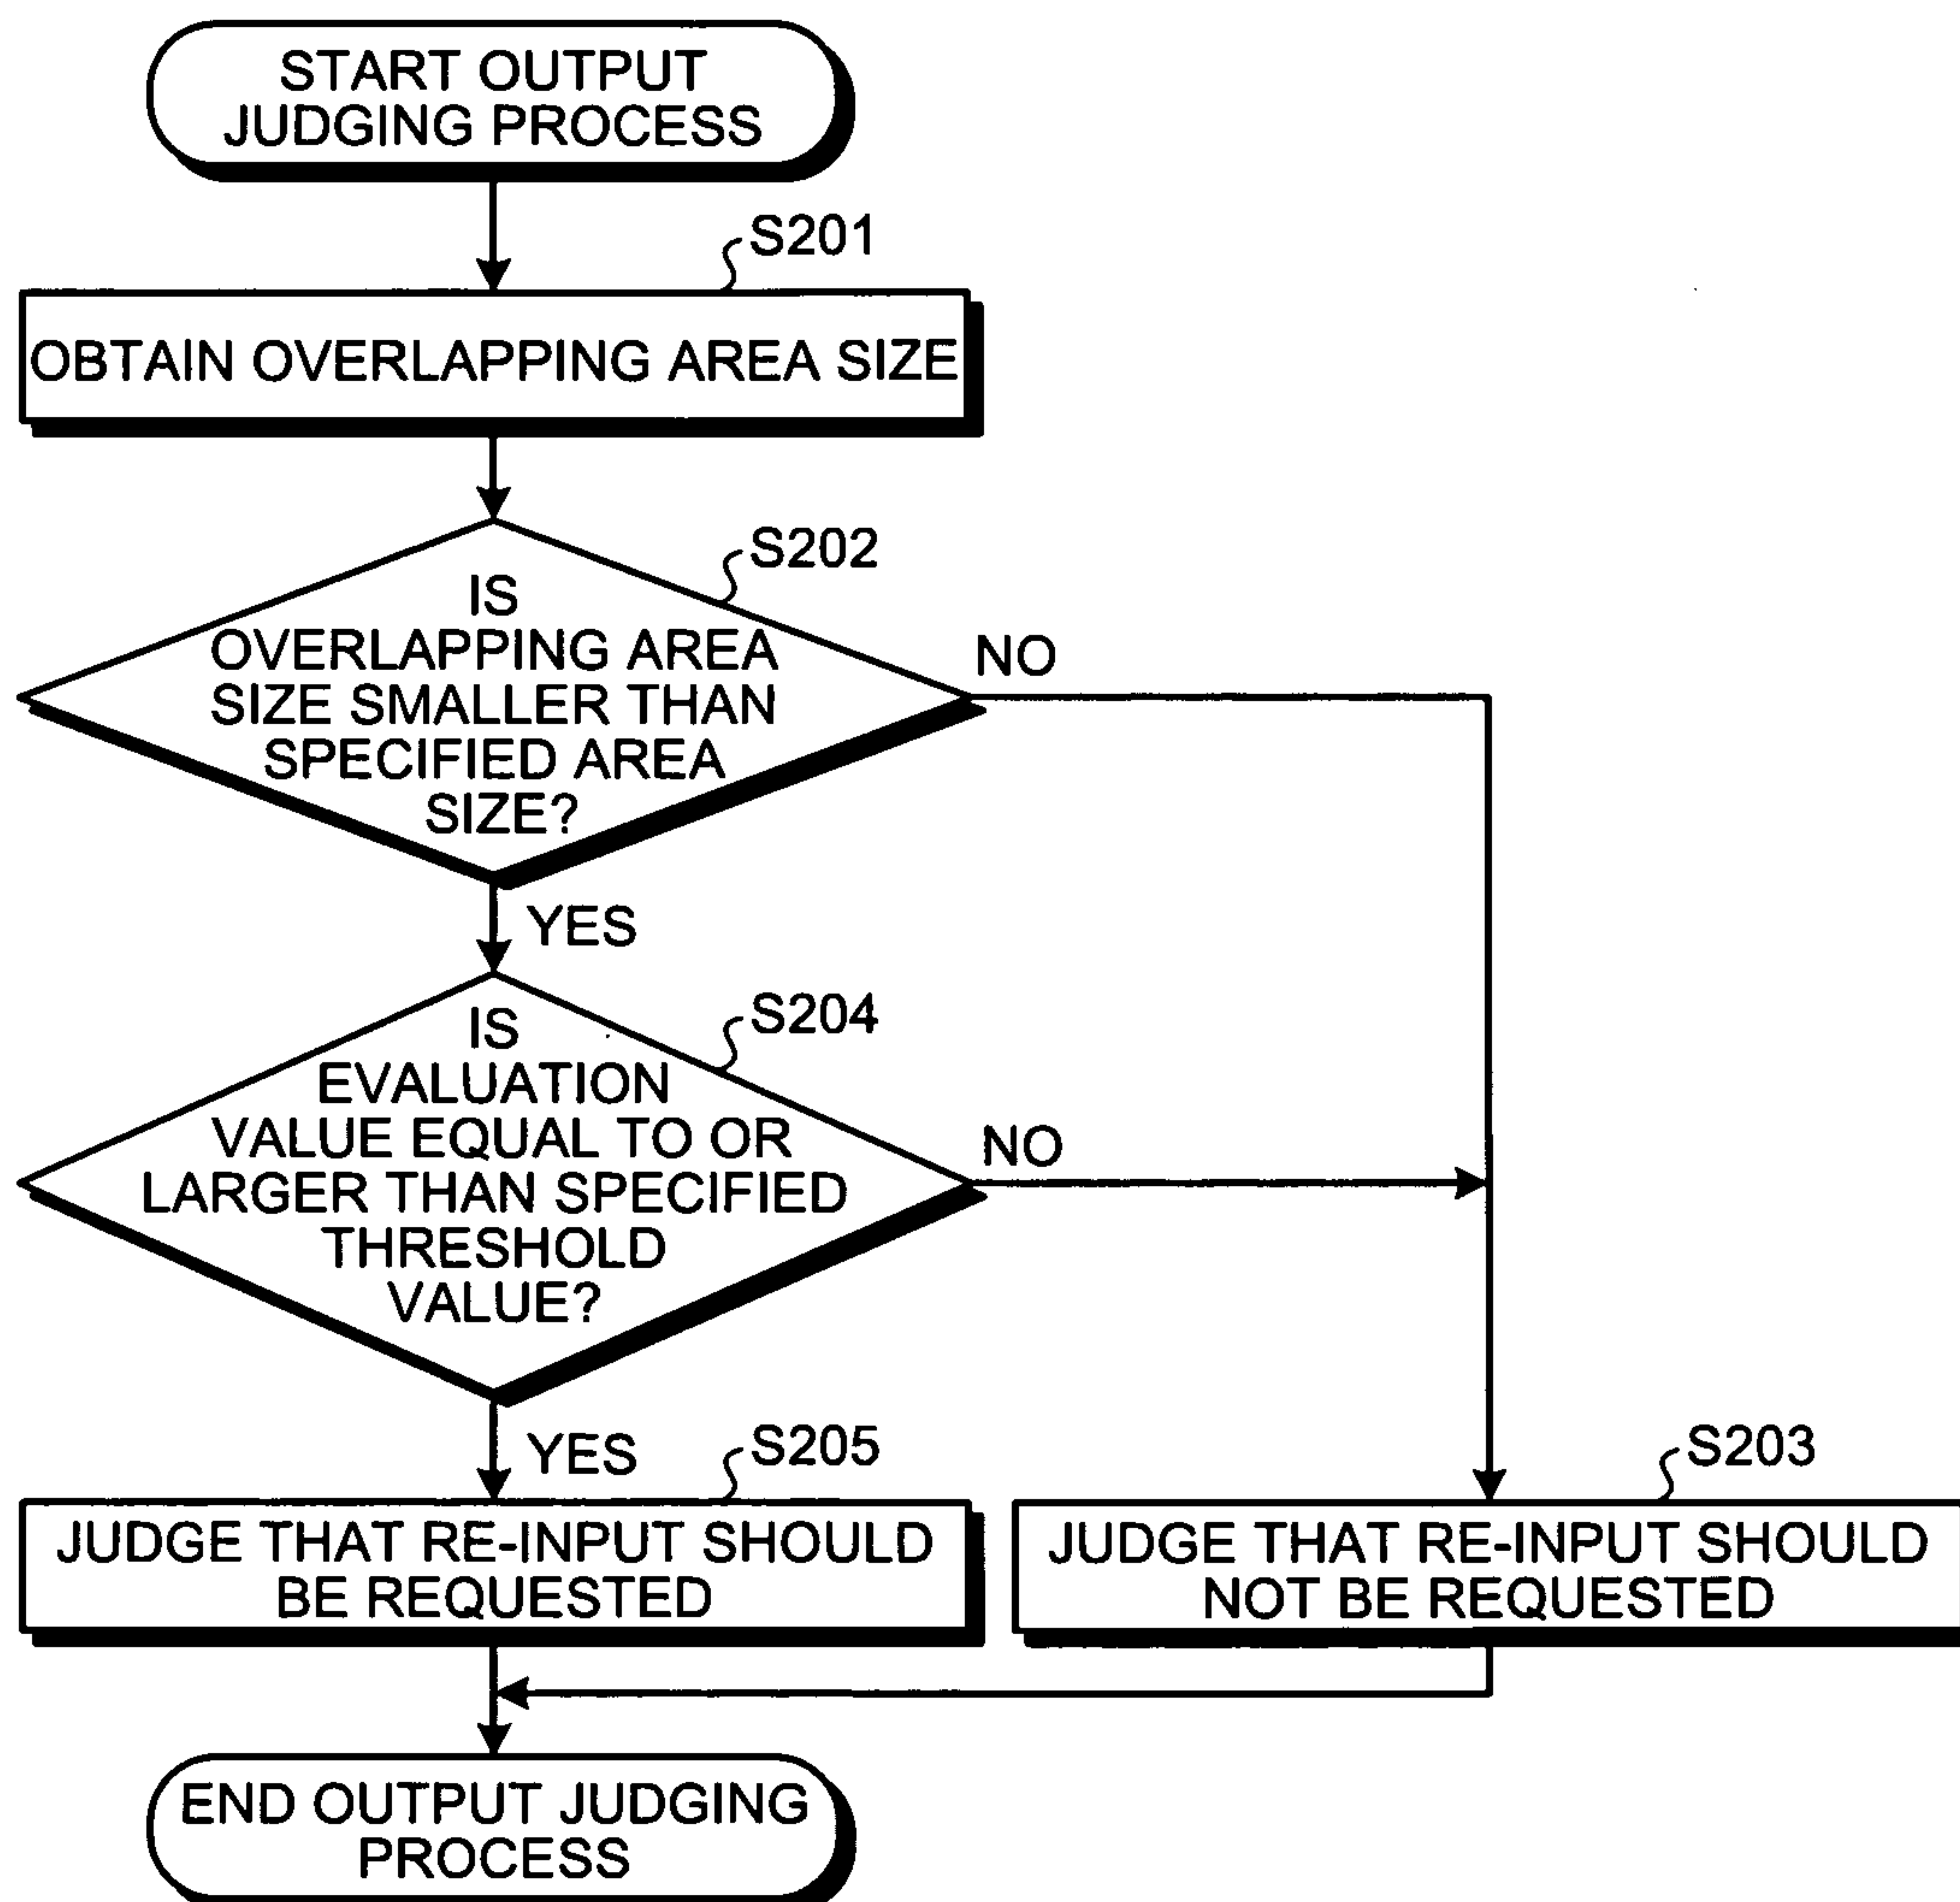 START OUTPUT
JUDGING PROCESS
S201
OBTAIN OVERLAPPING AREA SIZE
S202
IS
OVERLAPPING AREA
SIZE SMALLER THAN
SPECIFIED AREA
SIZE?
NO
YES
S204
IS
EVALUATION
VALUE EQUAL TO OR
LARGER THAN SPECIFIED
THRESHOLD
VALUE?
NO
YES
S205
JUDGE THAT RE-INPUT SHOULD
BE REQUESTED
S203
JUDGE THAT RE-INPUT SHOULD
NOT BE REQUESTED
END OUTPUT JUDGING
PROCESS